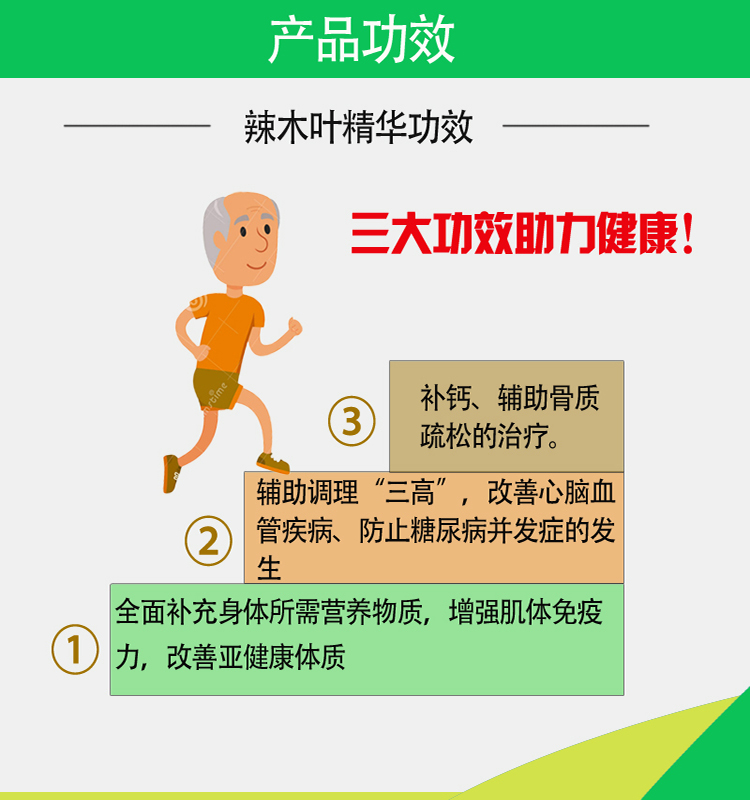 产品功效
辣木叶精华功效
三大功效助力健康!
3
补钙、辅助骨质
疏松的治疗。
2
辅助调理“三高”,改善心脑血
管疾病、防止糖尿病并发症的发
生
1
全面补充身体所需营养物质,增强肌体免疫
力,改善亚健康体质